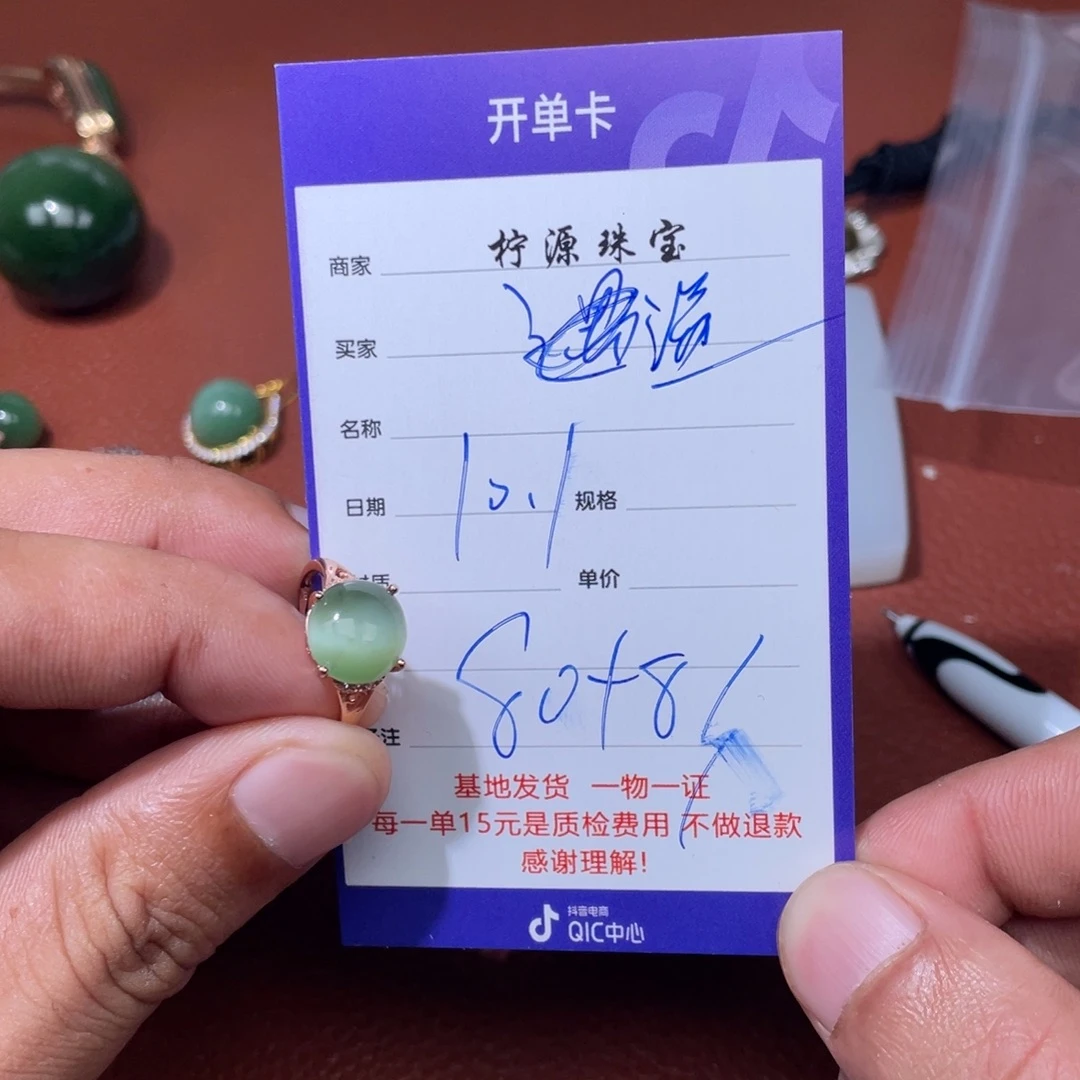 开单卡
商家 柠源珠宝
买家
名称
日期 10.1 规格
质 单价
80+8
注
基地发货 一物一证
每一单15元是质检费用 不做退款
感谢理解!
抖音电商
QIC中心